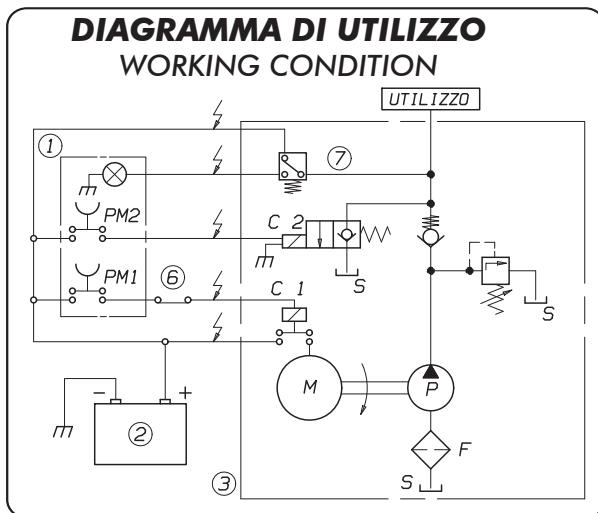 DIAGRAMMA DI UTILIZZO
WORKING CONDITION
UTILIZZO
1
7
PM2
C 2
S
PM1
6
C 1
S
M
P
- +
2
F
3
S